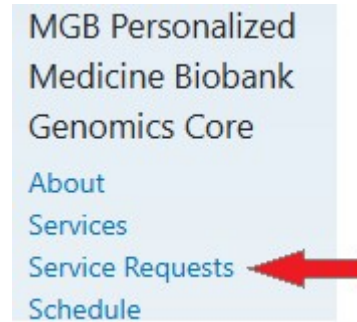 MGB Personalized
Medicine Biobank
Genomics Core
About
Services
Service Requests
Schedule